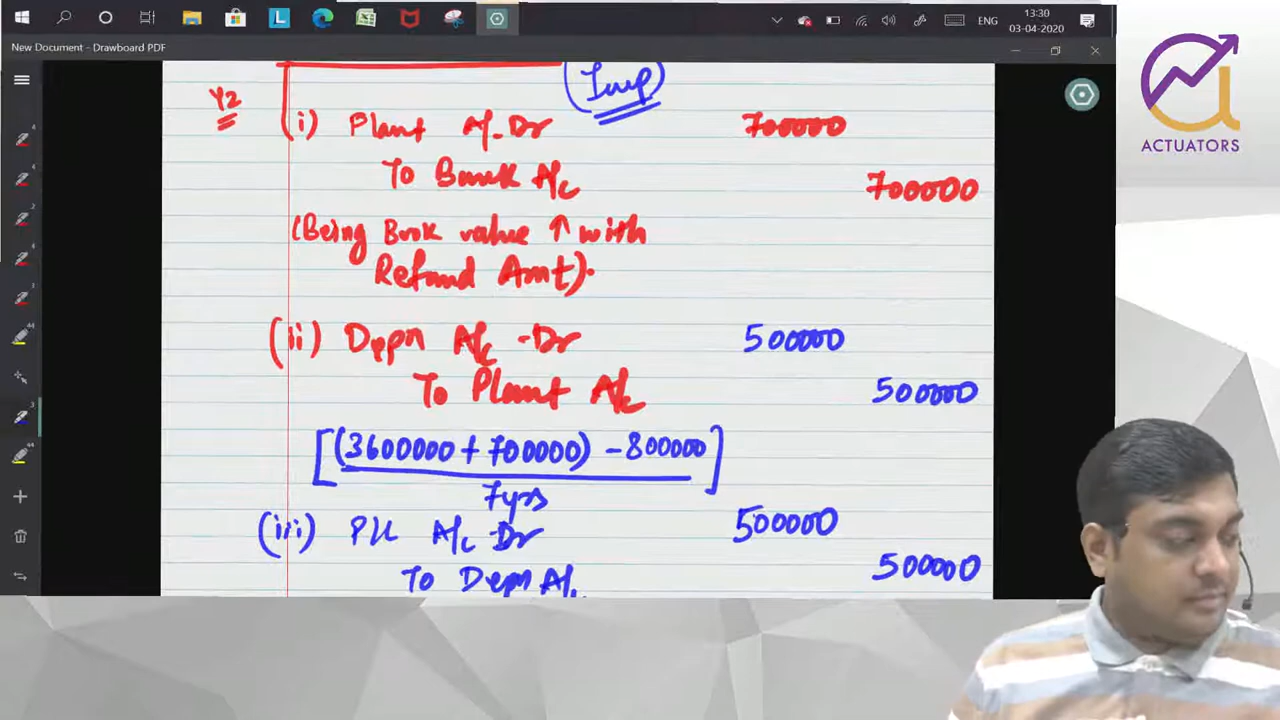 13:30
ENG
03-04-2020
New Document - Drawboard PDF
ACTUATORS
(Imp)
Y2
(i) Plant A/c Dr 700000
To Bank A/c 700000
(Being Book value ↑ with
Refund Amt).
(ii) Depn A/c - Dr 500000
To Plant A/c 500000
[(3600000 + 700000) - 800000]
7yrs
(iii) P/L A/c Dr 500000
To Depn A/c 500000